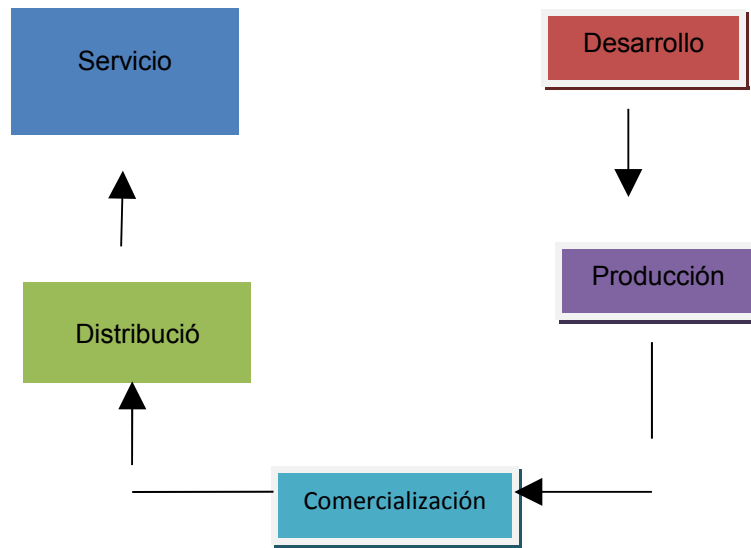 Servicio
Desarrollo
Producción
Distribució
Comercialización